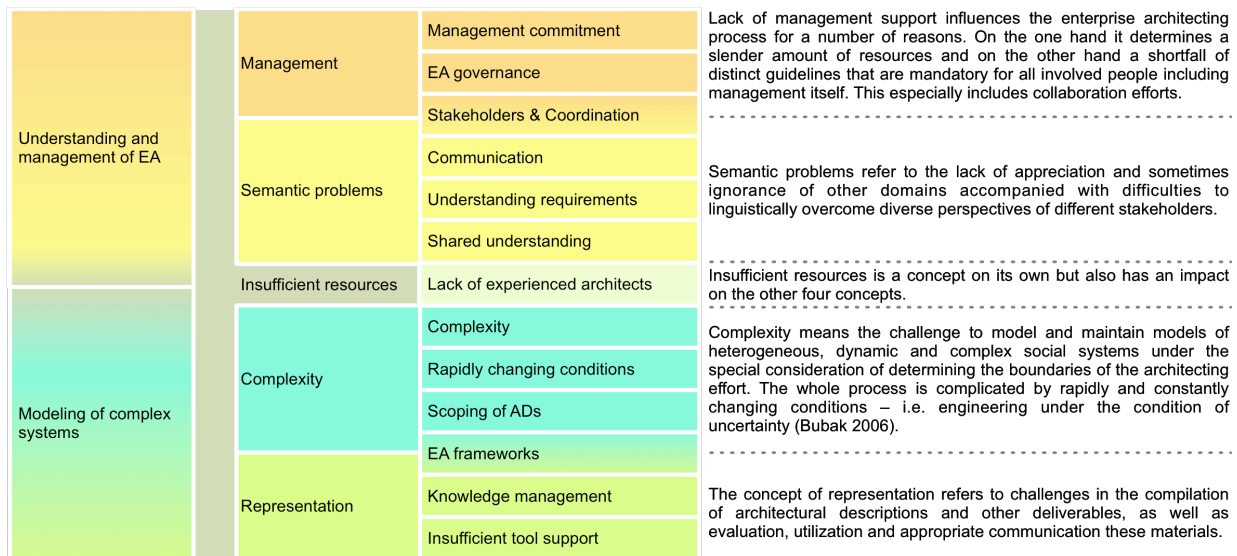 Understanding and
management of EA
Modeling of complex
systems
Management
Semantic problems
Insufficient resources
Complexity
Representation
Management commitment
EA governance
Stakeholders & Coordination
Communication
Understanding requirements
Shared understanding
Lack of experienced architects
Complexity
Rapidly changing conditions
Scoping of ADs
EA frameworks
Knowledge management
Insufficient tool support
Lack of management support influences the enterprise architecting
process for a number of reasons. On the one hand it determines a
slender amount of resources and on the other hand a shortfall of
distinct guidelines that are mandatory for all involved people including
management itself. This especially includes collaboration efforts.
Semantic problems refer to the lack of appreciation and sometimes
ignorance of other domains accompanied with difficulties to
linguistically overcome diverse perspectives of different stakeholders.
Insufficient resources is a concept on its own but also has an impact
on the other four concepts.
Complexity means the challenge to model and maintain models of
heterogeneous, dynamic and complex social systems under the
special consideration of determining the boundaries of the architecting
effort. The whole process is complicated by rapidly and constantly
changing conditions – i.e. engineering under the condition of
uncertainty (Bubak 2006).
The concept of representation refers to challenges in the compilation
of architectural descriptions and other deliverables, as well as
evaluation, utilization and appropriate communication these materials.